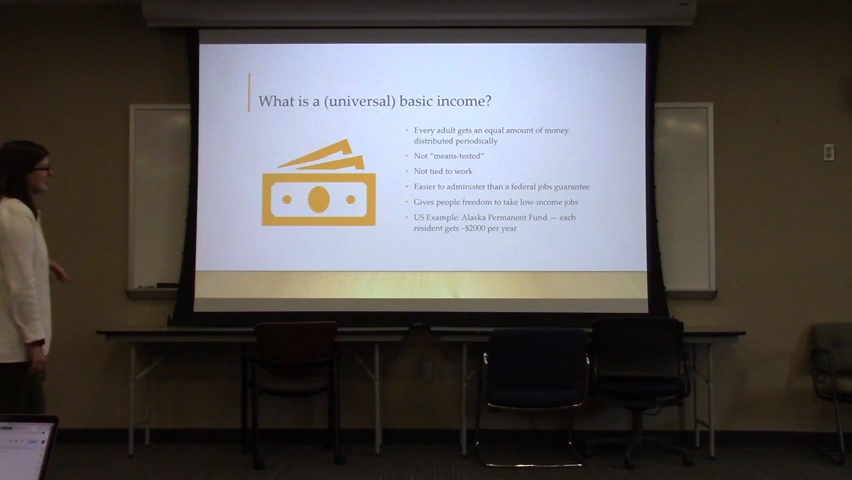 What is a (universal) basic income?
• Every adult gets an equal amount of money
distributed periodically
• Not "means-tested"
• Not tied to work
• Easier to administer than a federal jobs guarantee
• Gives people freedom to take low-income jobs
• US Example: Alaska Permanent Fund — each
resident gets ~$2000 per year